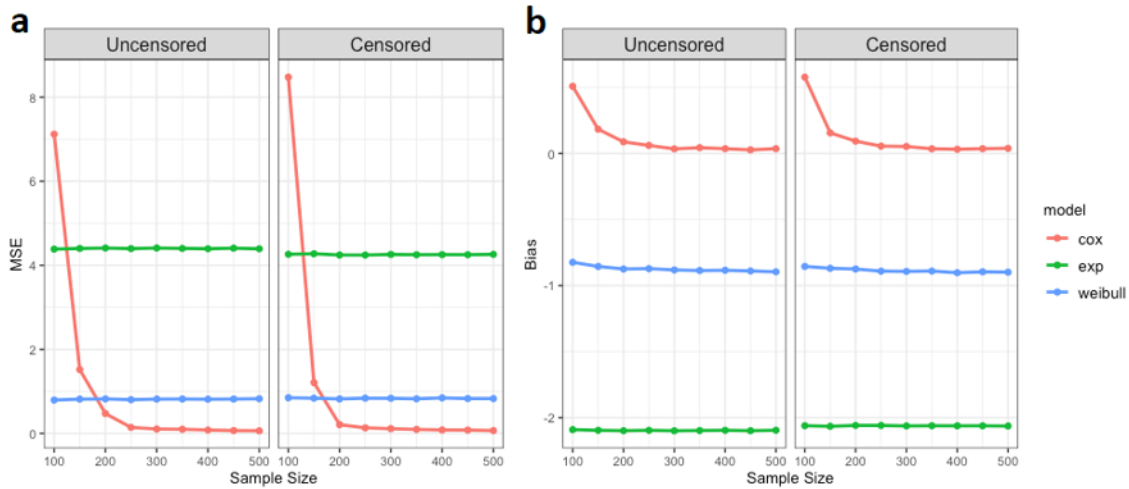 a
Uncensored
Censored
MSE
8
6
4
2
0
100 200 300 400 500
100 200 300 400 500
Sample Size
b
Uncensored
Censored
Bias
0
-1
-2
100 200 300 400 500
100 200 300 400 500
Sample Size
model
cox
exp
weibull